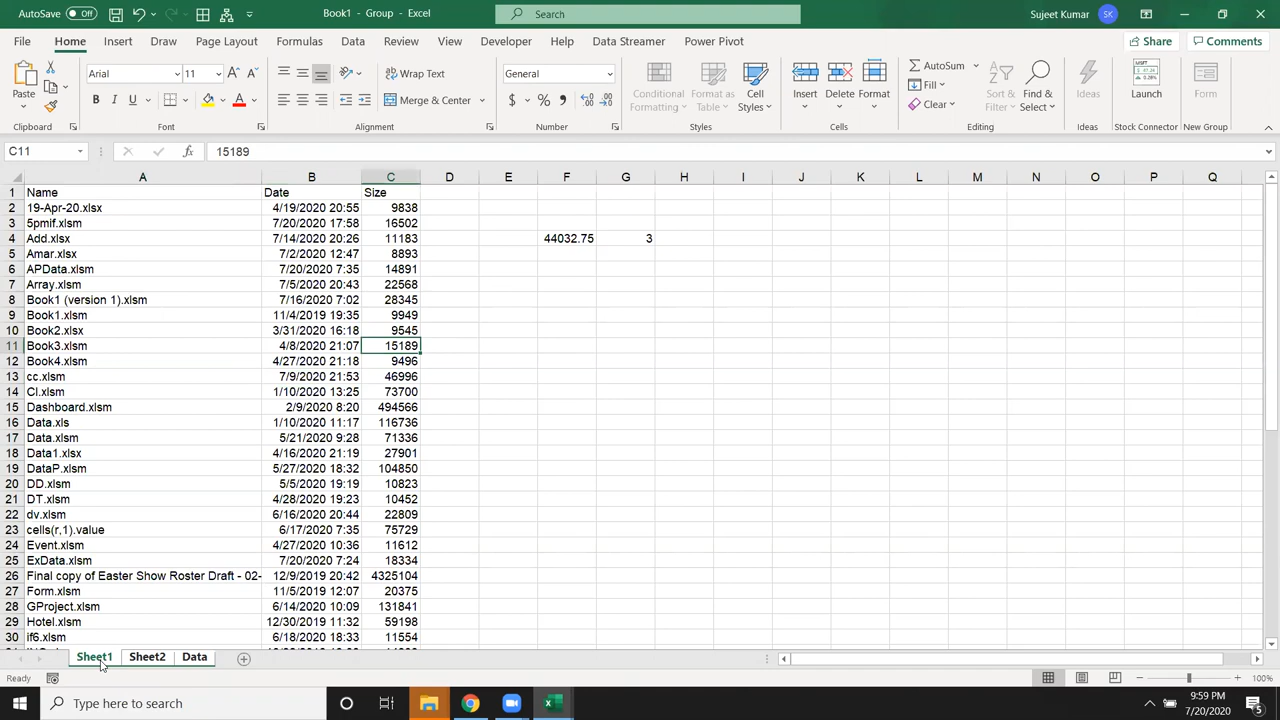 AutoSave Off Book1 - Group - Excel Search Sujeet Kumar SK
File Home Insert Draw Page Layout Formulas Data Review View Developer Help Data Streamer Power Pivot Share Comments
Paste Arial 11 Wrap Text General Conditional Formatting Format as Table Cell Styles Insert Delete Format AutoSum Fill Clear Sort & Filter Find & Select Ideas Launch Form
B I U Merge & Center $ %
Clipboard Font Alignment Number Styles Cells Editing Ideas Stock Connector New Group
C11 fx 15189
A B C D E F G H I J K L M N O P Q
1 Name Date Size
2 19-Apr-20.xlsx 4/19/2020 20:55 9838
3 5pmif.xlsm 7/20/2020 17:58 16502
4 Add.xlsx 7/14/2020 20:26 11183 44032.75 3
5 Amar.xlsx 7/2/2020 12:47 8893
6 APData.xlsm 7/20/2020 7:35 14891
7 Array.xlsm 7/5/2020 20:43 22568
8 Book1 (version 1).xlsm 7/16/2020 7:02 28345
9 Book1.xlsm 11/4/2019 19:35 9949
10 Book2.xlsx 3/31/2020 16:18 9545
11 Book3.xlsm 4/8/2020 21:07 15189
12 Book4.xlsm 4/27/2020 21:18 9496
13 cc.xlsm 7/9/2020 21:53 46996
14 CI.xlsm 1/10/2020 13:25 73700
15 Dashboard.xlsm 2/9/2020 8:20 494566
16 Data.xls 1/10/2020 11:17 116736
17 Data.xlsm 5/21/2020 9:28 71336
18 Data1.xlsx 4/16/2020 21:19 27901
19 DataP.xlsm 5/27/2020 18:32 104850
20 DD.xlsm 5/5/2020 19:19 10823
21 DT.xlsm 4/28/2020 19:23 10452
22 dv.xlsm 6/16/2020 20:44 22809
23 cells(r,1).value 6/17/2020 7:35 75729
24 Event.xlsm 4/27/2020 10:36 11612
25 ExData.xlsm 7/20/2020 7:24 18334
26 Final copy of Easter Show Roster Draft - 02- 12/9/2019 20:42 4325104
27 Form.xlsm 11/5/2019 12:07 20375
28 GProject.xlsm 6/14/2020 10:09 131841
29 Hotel.xlsm 12/30/2019 11:32 59198
30 if6.xlsm 6/18/2020 18:33 11554
Sheet1 Sheet2 Data
Ready 100%
Type here to search 9:59 PM
7/20/2020 5